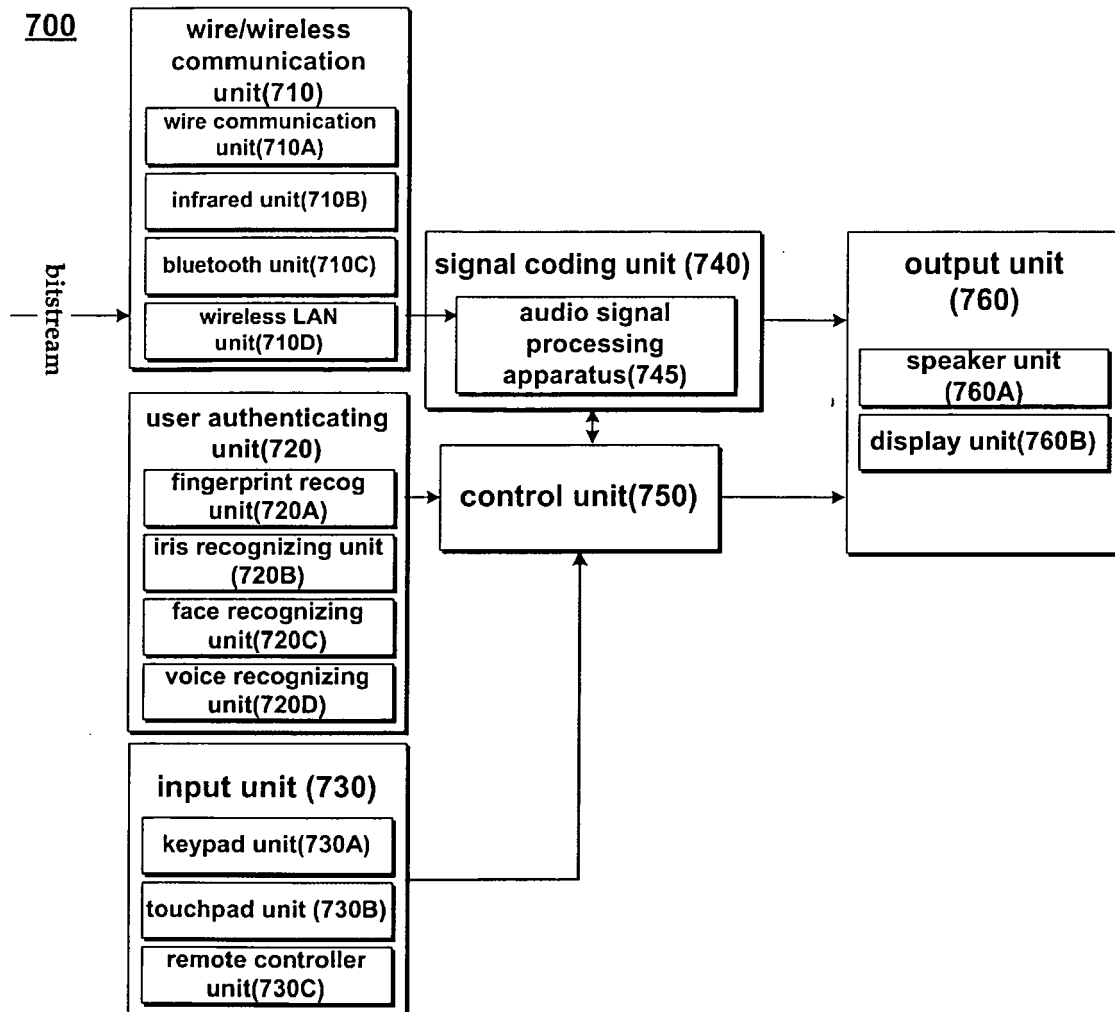 700
wire/wireless
communication
unit(710)
wire communication
unit(710A)
infrared unit(710B)
bluetooth unit(710C)
wireless LAN
unit(710D)
bitstream
user authenticating
unit(720)
fingerprint recog
unit(720A)
iris recognizing unit
(720B)
face recognizing
unit(720C)
voice recognizing
unit(720D)
input unit (730)
keypad unit(730A)
touchpad unit (730B)
remote controller
unit(730C)
signal coding unit (740)
audio signal
processing
apparatus(745)
control unit(750)
output unit
(760)
speaker unit
(760A)
display unit(760B)